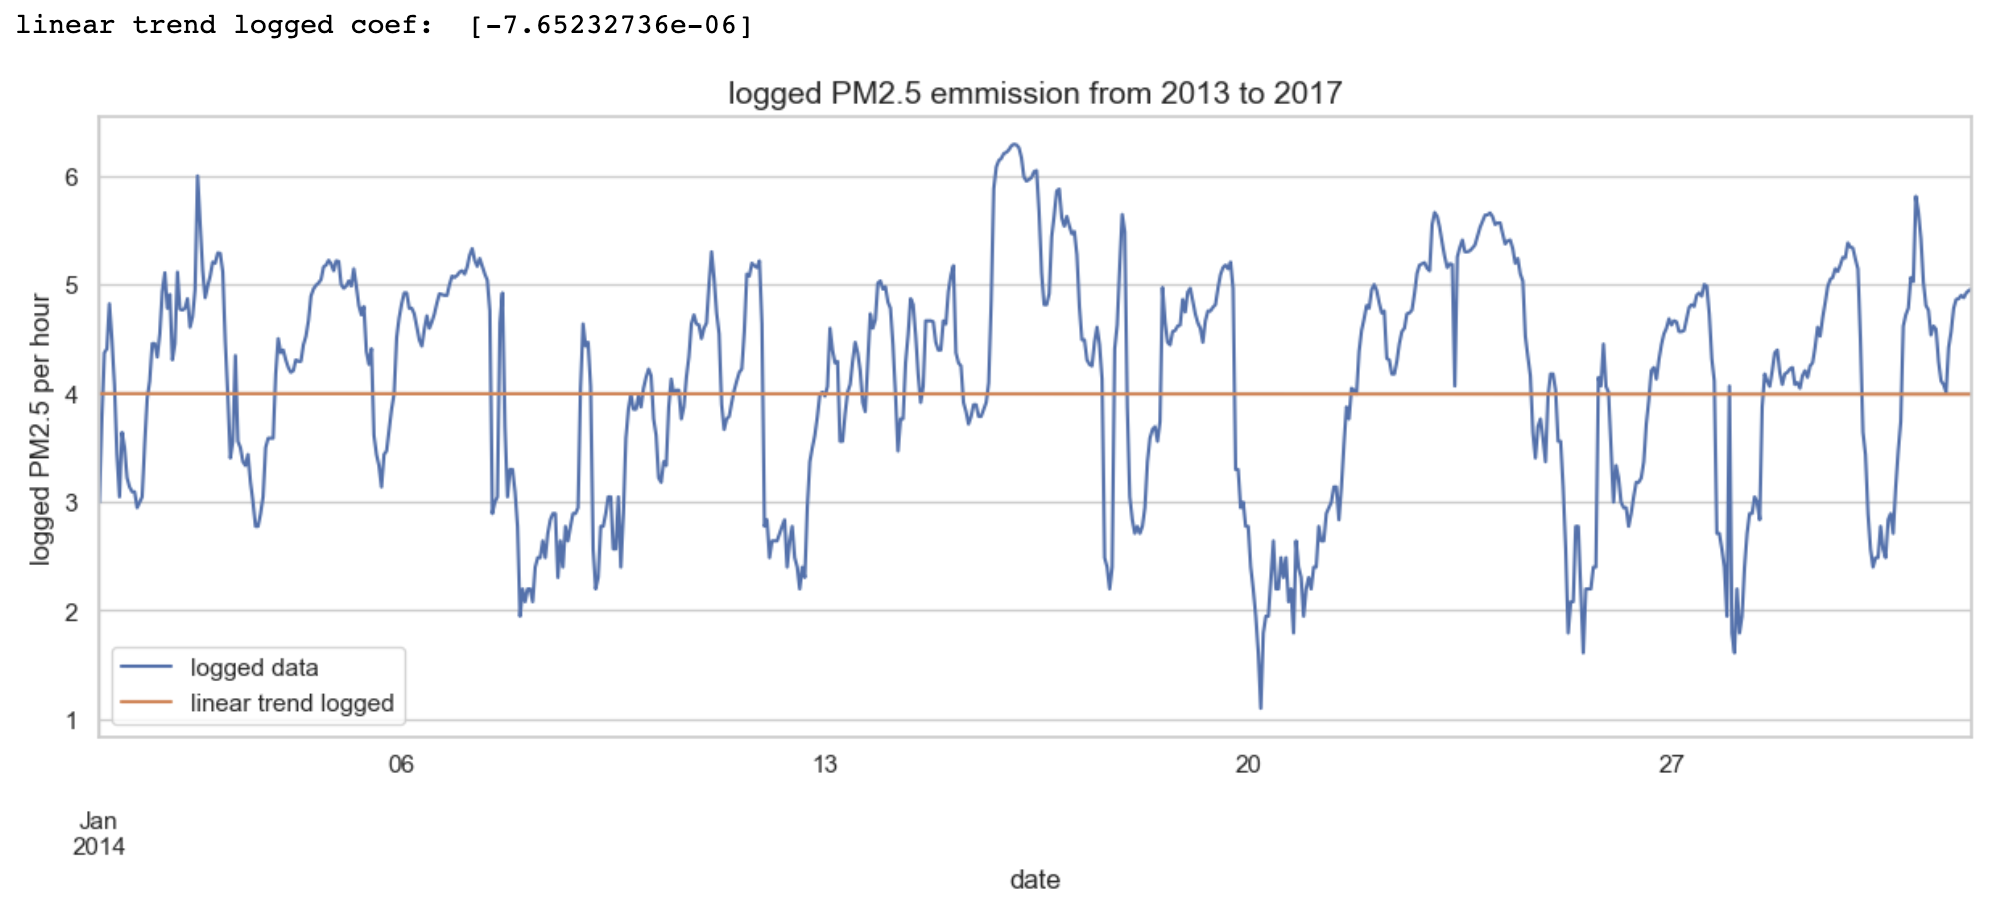 linear trend logged coef:  [-7.65232736e-06]
logged PM2.5 emmission from 2013 to 2017
logged PM2.5 per hour
6
5
4
3
2
1
logged data
linear trend logged
06
13
20
27
Jan
2014
date